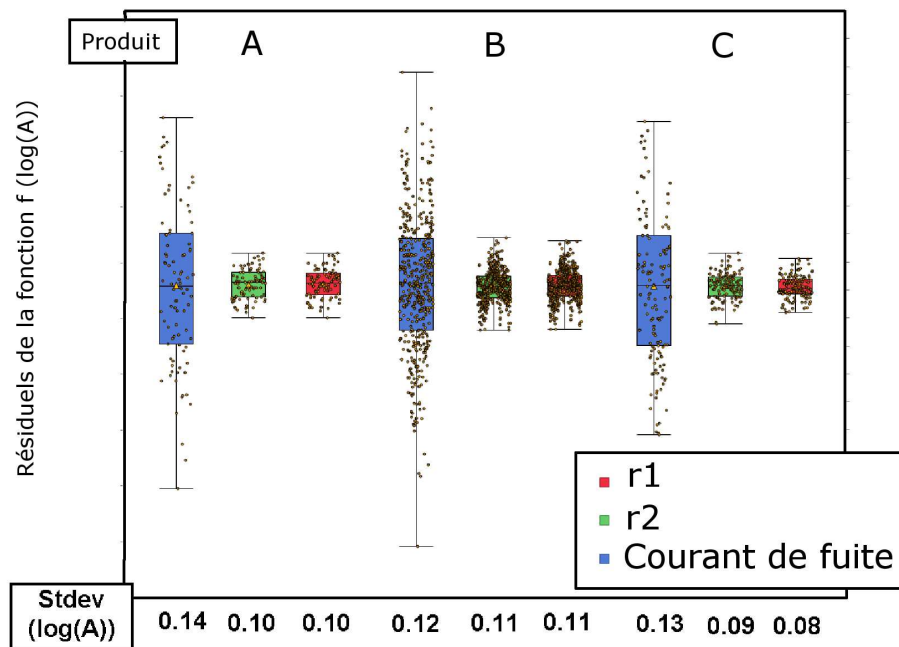 Produit
A
B
C
Résiduels de la fonction f (log(A))
r1
r2
Courant de fuite
Stdev
(log(A))
0.14 0.10 0.10 0.12 0.11 0.11 0.13 0.09 0.08